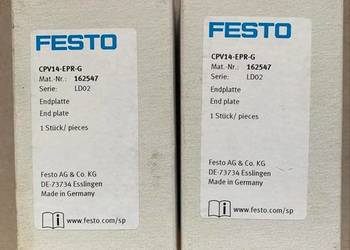 FESTO
CPV14-EPR-G
Mat.-Nr.: 162547
Serie: LD02
Endplatte
End plate
1 Stück/ pieces
Festo AG & Co. KG
DE-73734 Esslingen
Made in Germany
www.festo.com/sp
FESTO
CPV14-EPR-G
Mat.-Nr.: 162547
Serie: LD02
Endplatte
End plate
1 Stück/ pieces
Festo AG & Co. KG
DE-73734 Esslingen
Made in Germany
www.festo.com/sp